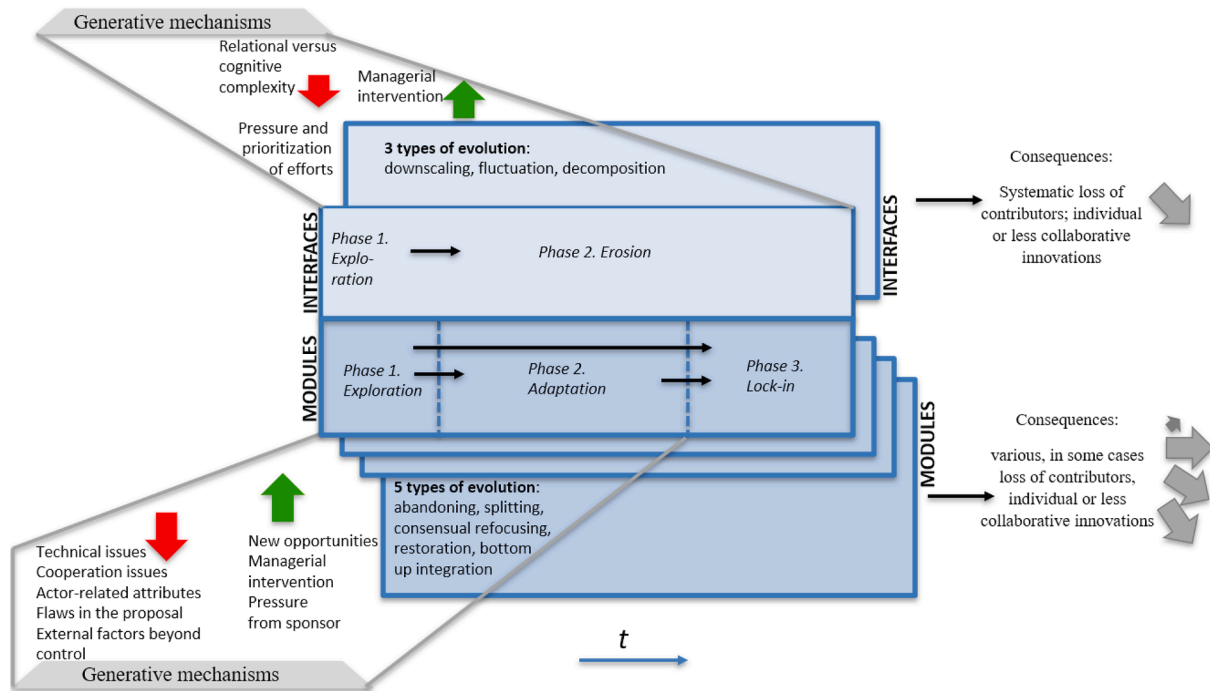 Generative mechanisms
Relational versus
cognitive
complexity
Managerial
intervention
Pressure and
prioritization
of efforts
3 types of evolution:
downscaling, fluctuation, decomposition
INTERFACES
Phase 1.
Explo-
ration
Phase 2. Erosion
INTERFACES
Consequences:
Systematic loss of
contributors; individual
or less collaborative
innovations
MODULES
Phase 1.
Exploration
Phase 2.
Adaptation
Phase 3.
Lock-in
MODULES
Consequences:
various, in some cases
loss of contributors,
individual or less
collaborative innovations
5 types of evolution:
abandoning, splitting,
consensual refocusing,
restoration, bottom
up integration
Technical issues
Cooperation issues
Actor-related attributes
Flaws in the proposal
External factors beyond
control
New opportunities
Managerial
intervention
Pressure
from sponsor
Generative mechanisms
t